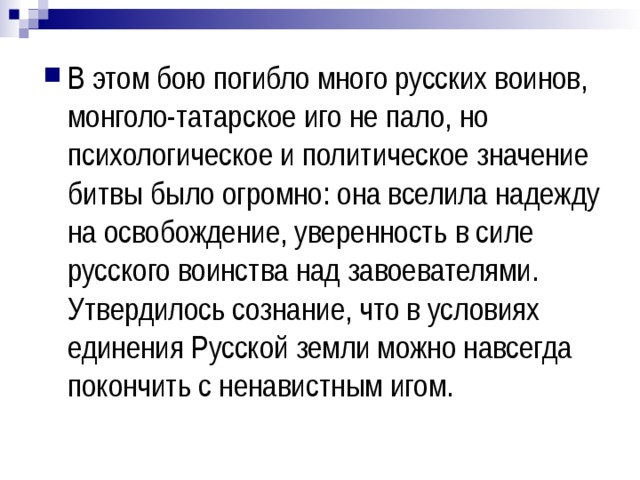 В этом бою погибло много русских воинов,
монголо-татарское иго не пало, но
психологическое и политическое значение
битвы было огромно: она вселила надежду
на освобождение, уверенность в силе
русского воинства над завоевателями.
Утвердилось сознание, что в условиях
единения Русской земли можно навсегда
покончить с ненавистным игом.